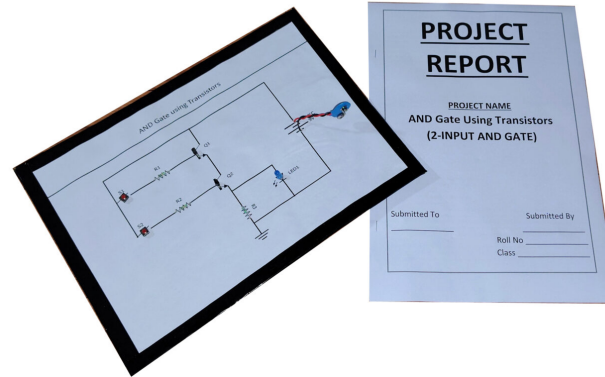 AND Gate using Transistors
R1
Q1
R2
Q2
LED1
S2
PROJECT
REPORT
PROJECT NAME
AND Gate Using Transistors
(2-INPUT AND GATE)
Submitted To
Submitted By
Roll No
Class